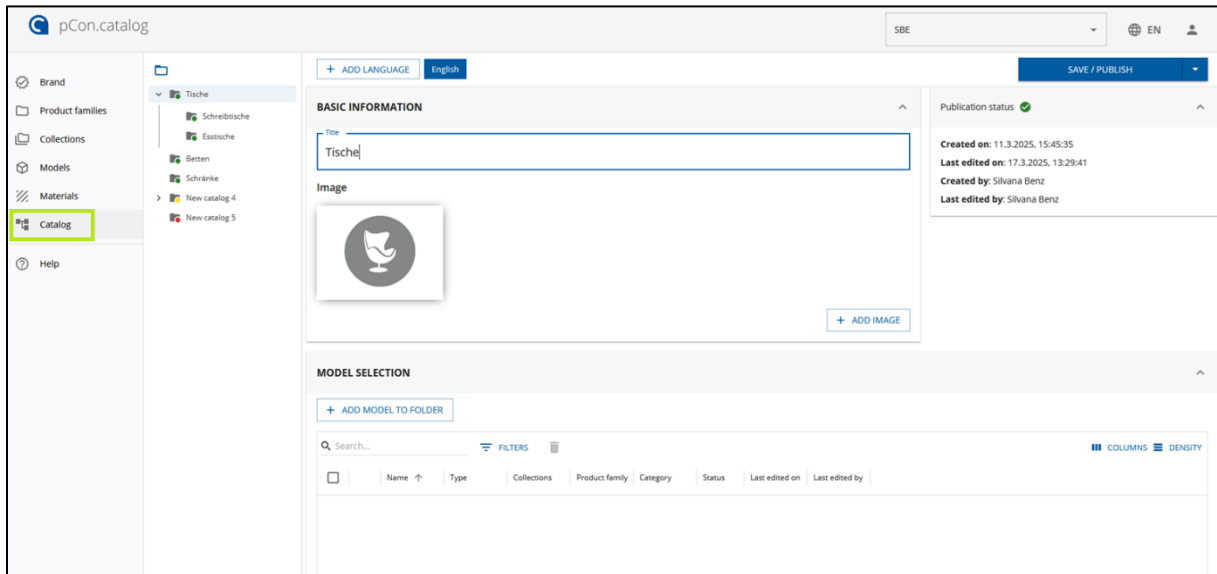 pCon.catalog
SBE
EN
Brand
Product families
Collections
Models
Materials
Catalog
Help
Tische
Schreibtische
Esstische
Betten
Schränke
New catalog 4
New catalog 5
+ ADD LANGUAGE English
SAVE / PUBLISH
BASIC INFORMATION
Title
Tische
Image
+ ADD IMAGE
Publication status
Created on: 11.3.2025, 15:45:35
Last edited on: 17.3.2025, 13:29:41
Created by: Silvana Benz
Last edited by: Silvana Benz
MODEL SELECTION
+ ADD MODEL TO FOLDER
Search... FILTERS COLUMNS DENSITY
Name Type Collections Product family Category Status Last edited on Last edited by